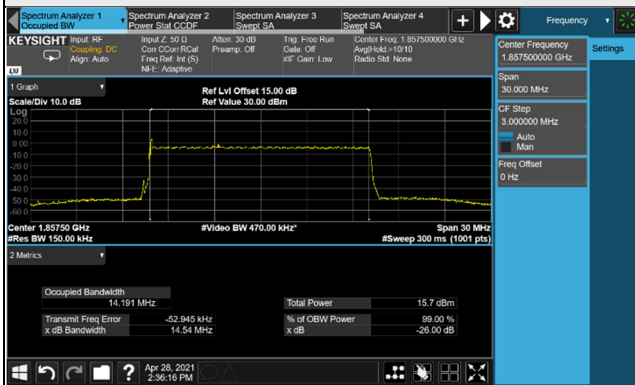 Spectrum Analyzer 1
Occupied BW
Spectrum Analyzer 2
Power Stat CCDF
Spectrum Analyzer 3
Swept SA
Spectrum Analyzer 4
Swept SA
Frequency
KEYSIGHT
Input: RF
Coupling: DC
Align: Auto
Input Z: 50 Ω
Corr CCorr RCal
Freq Ref: Int (S)
NFE: Adaptive
Atten: 30 dB
Preamp: Off
Trig: Free Run
Gate: Off
#IF Gain: Low
Center Freq: 1.857500000 GHz
Avg|Hold:>10/10
Radio Std: None
LXI
Center Frequency
1.857500000 GHz
Settings
Span
30.000 MHz
CF Step
3.000000 MHz
Auto
Man
Freq Offset
0 Hz
1 Graph
Scale/Div 10.0 dB
Ref Lvl Offset 15.00 dB
Ref Value 30.00 dBm
Log
20.0
10.0
0.00
-10.0
-20.0
-30.0
-40.0
-50.0
-60.0
Center 1.85750 GHz
#Video BW 470.00 kHz*
Span 30 MHz
#Res BW 150.00 kHz
#Sweep 300 ms (1001 pts)
2 Metrics
Occupied Bandwidth
14.191 MHz
Total Power
15.7 dBm
Transmit Freq Error
-52.945 kHz
% of OBW Power
99.00 %
x dB Bandwidth
14.54 MHz
x dB
-26.00 dB
?
Apr 28, 2021
2:36:16 PM